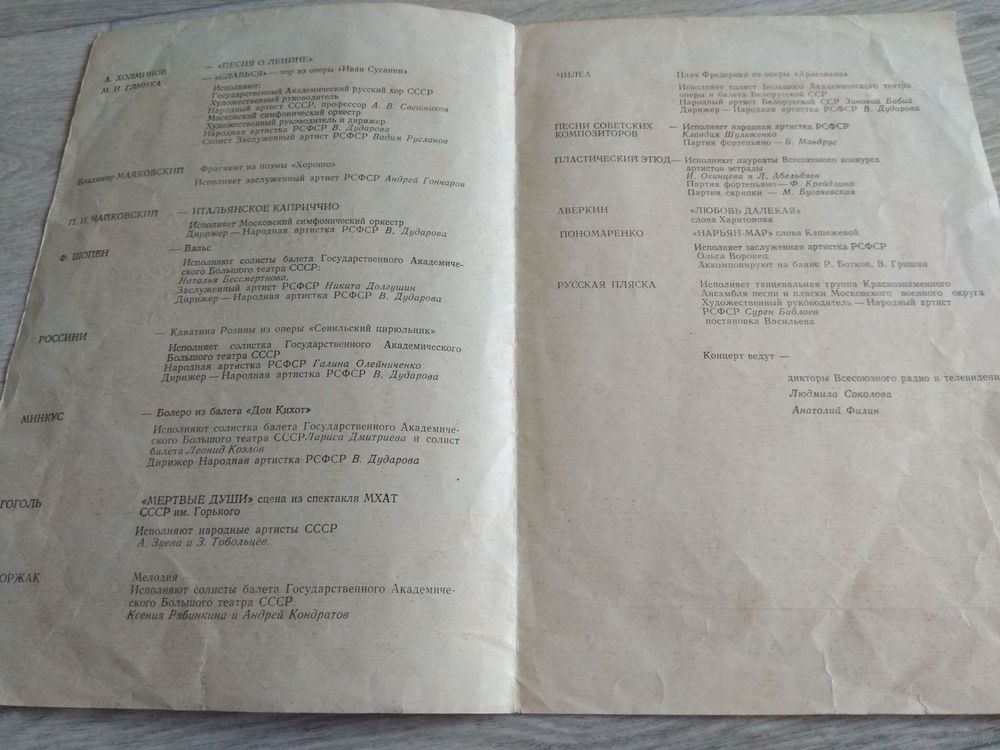 А. ХОЛМИНОВ — «ПЕСНЯ О ЛЕНИНЕ»
М. И. ГЛИНКА — «СЛАВЬСЯ» — хор из оперы «Иван Сусанин»
Исполняют:
Государственный Академический русский хор СССР
Художественный руководитель
Народный артист СССР, профессор А. В. Свешников
Московский симфонический оркестр
Художественный руководитель и дирижер
Народная артистка РСФСР В. Дударова
Солист Заслуженный артист РСФСР Вадим Русланов
Владимир МАЯКОВСКИЙ Фрагмент из поэмы «Хорошо»
Исполняет заслуженный артист РСФСР Андрей Гончаров
П. И. ЧАЙКОВСКИЙ — ИТАЛЬЯНСКОЕ КАПРИЧЧИО
Исполняет Московский симфонический оркестр
Дирижер — Народная артистка РСФСР В. Дударова
Ф. ШОПЕН — Вальс
Исполняют солисты балета Государственного Академиче-
ского Большого театра СССР:
Наталья Бессмертнова,
Заслуженный артист РСФСР Никита Долгушин
Дирижер — Народная артистка РСФСР В. Дударова
РОССИНИ — Каватина Розины из оперы «Севильский цирюльник»
Исполняет солистка Государственного Академического
Большого театра СССР
Народная артистка РСФСР Галина Олейниченко
Дирижер — Народная артистка РСФСР В. Дударова
МИНКУС — Болеро из балета «Дон Кихот»
Исполняют солистка балета Государственного Академиче-
ского Большого театра СССР Лариса Дмитриева и солист
балета Леонид Козлов
Дирижер Народная артистка РСФСР В. Дударова
ГОГОЛЬ «МЕРТВЫЕ ДУШИ» сцена из спектакля МХАТ
СССР им. Горького
Исполняют народные артисты СССР
А. Зуева и З. Тобольцев.
ОРЖАК Мелодия
Исполняют солисты балета Государственного Академиче-
ского Большого театра СССР
Ксения Рябинкина и Андрей Кондратов
ЧИЛЕА Плач Фредерика из оперы «Арлезиана»
Исполняет солист Большого Академического театра
оперы и балета Белорусской ССР
Народный артист Белорусской ССР Зиновий Бабий
Дирижер — Народная артистка РСФСР В. Дударова
ПЕСНИ СОВЕТСКИХ — Исполняет народная артистка РСФСР
КОМПОЗИТОРОВ Клавдия Шульженко
Партия фортепьяно — Б. Мандрус
ПЛАСТИЧЕСКИЙ ЭТЮД — Исполняют лауреаты Всесоюзного конкурса
артистов эстрады
И. Осинцева и Л. Абельдяев
Партия фортепьяно — Ф. Крейдлина
Партия скрипки — М. Бугачевская
АВЕРКИН «ЛЮБОВЬ ДАЛЕКАЯ»
слова Харитонова
ПОНОМАРЕНКО «НАРЬЯН-МАР» слова Кашежевой
Исполняет заслуженная артистка РСФСР
Ольга Воронец
Аккомпонируют на баяне Р. Ботков, В. Гришин
РУССКАЯ ПЛЯСКА Исполняет танцевальная группа Краснознаменного
Ансамбля песни и пляски Московского военного округа
Художественный руководитель — Народный артист
РСФСР Сурен Баблоев
постановка Васильева
Концерт ведут —
дикторы Всесоюзного радио и телевидени
Людмила Соколова
Анатолий Филин